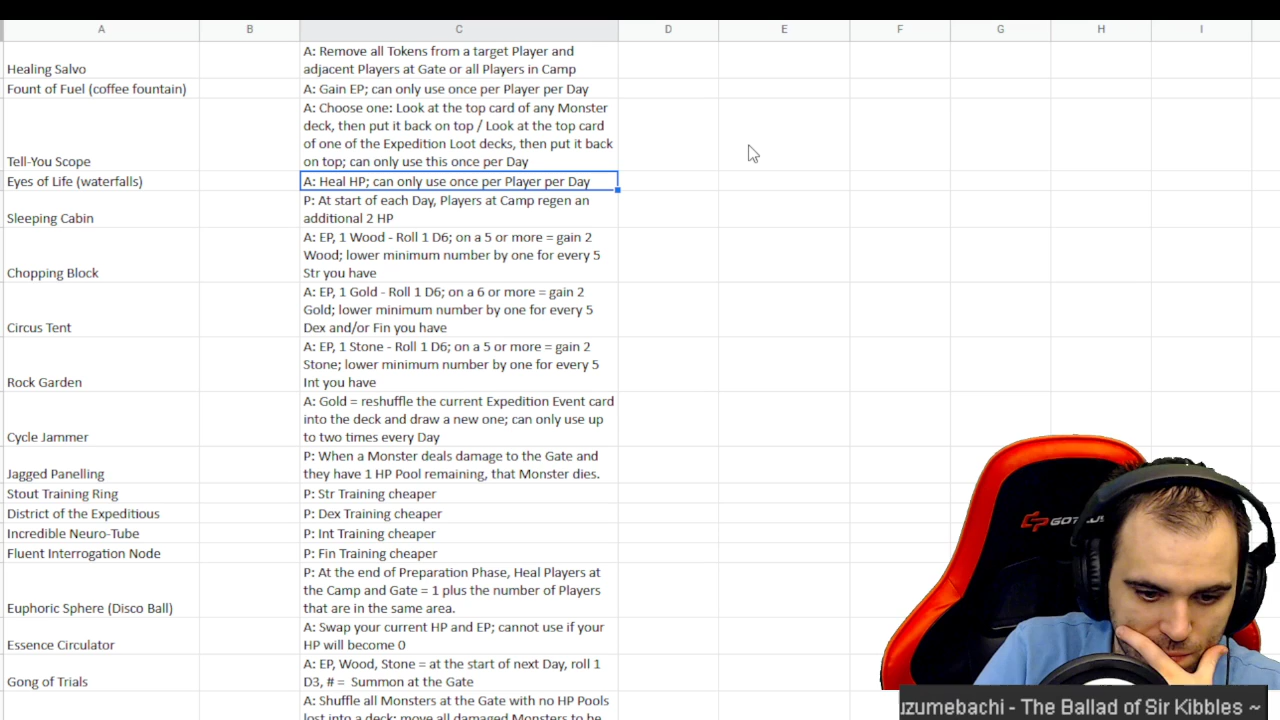 A B C D E F G H I
Healing Salvo
A: Remove all Tokens from a target Player and
adjacent Players at Gate or all Players in Camp
Fount of Fuel (coffee fountain)
A: Gain EP; can only use once per Player per Day
Tell-You Scope
A: Choose one: Look at the top card of any Monster
deck, then put it back on top / Look at the top card
of one of the Expedition Loot decks, then put it back
on top; can only use this once per Day
Eyes of Life (waterfalls)
A: Heal HP; can only use once per Player per Day
Sleeping Cabin
P: At start of each Day, Players at Camp regen an
additional 2 HP
Chopping Block
A: EP, 1 Wood - Roll 1 D6; on a 5 or more = gain 2
Wood; lower minimum number by one for every 5
Str you have
Circus Tent
A: EP, 1 Gold - Roll 1 D6; on a 6 or more = gain 2
Gold; lower minimum number by one for every 5
Dex and/or Fin you have
Rock Garden
A: EP, 1 Stone - Roll 1 D6; on a 5 or more = gain 2
Stone; lower minimum number by one for every 5
Int you have
Cycle Jammer
A: Gold = reshuffle the current Expedition Event card
into the deck and draw a new one; can only use up
to two times every Day
Jagged Panelling
P: When a Monster deals damage to the Gate and
they have 1 HP Pool remaining, that Monster dies.
Stout Training Ring
P: Str Training cheaper
District of the Expeditious
P: Dex Training cheaper
Incredible Neuro-Tube
P: Int Training cheaper
Fluent Interrogation Node
P: Fin Training cheaper
Euphoric Sphere (Disco Ball)
P: At the end of Preparation Phase, Heal Players at
the Camp and Gate = 1 plus the number of Players
that are in the same area.
Essence Circulator
A: Swap your current HP and EP; cannot use if your
HP will become 0
Gong of Trials
A: EP, Wood, Stone = at the start of next Day, roll 1
D3, # = Summon at the Gate
A: Shuffle all Monsters at the Gate with no HP Pools
lost into a deck; move all damaged Monsters to be
uzumebachi - The Ballad of Sir Kibbles ~